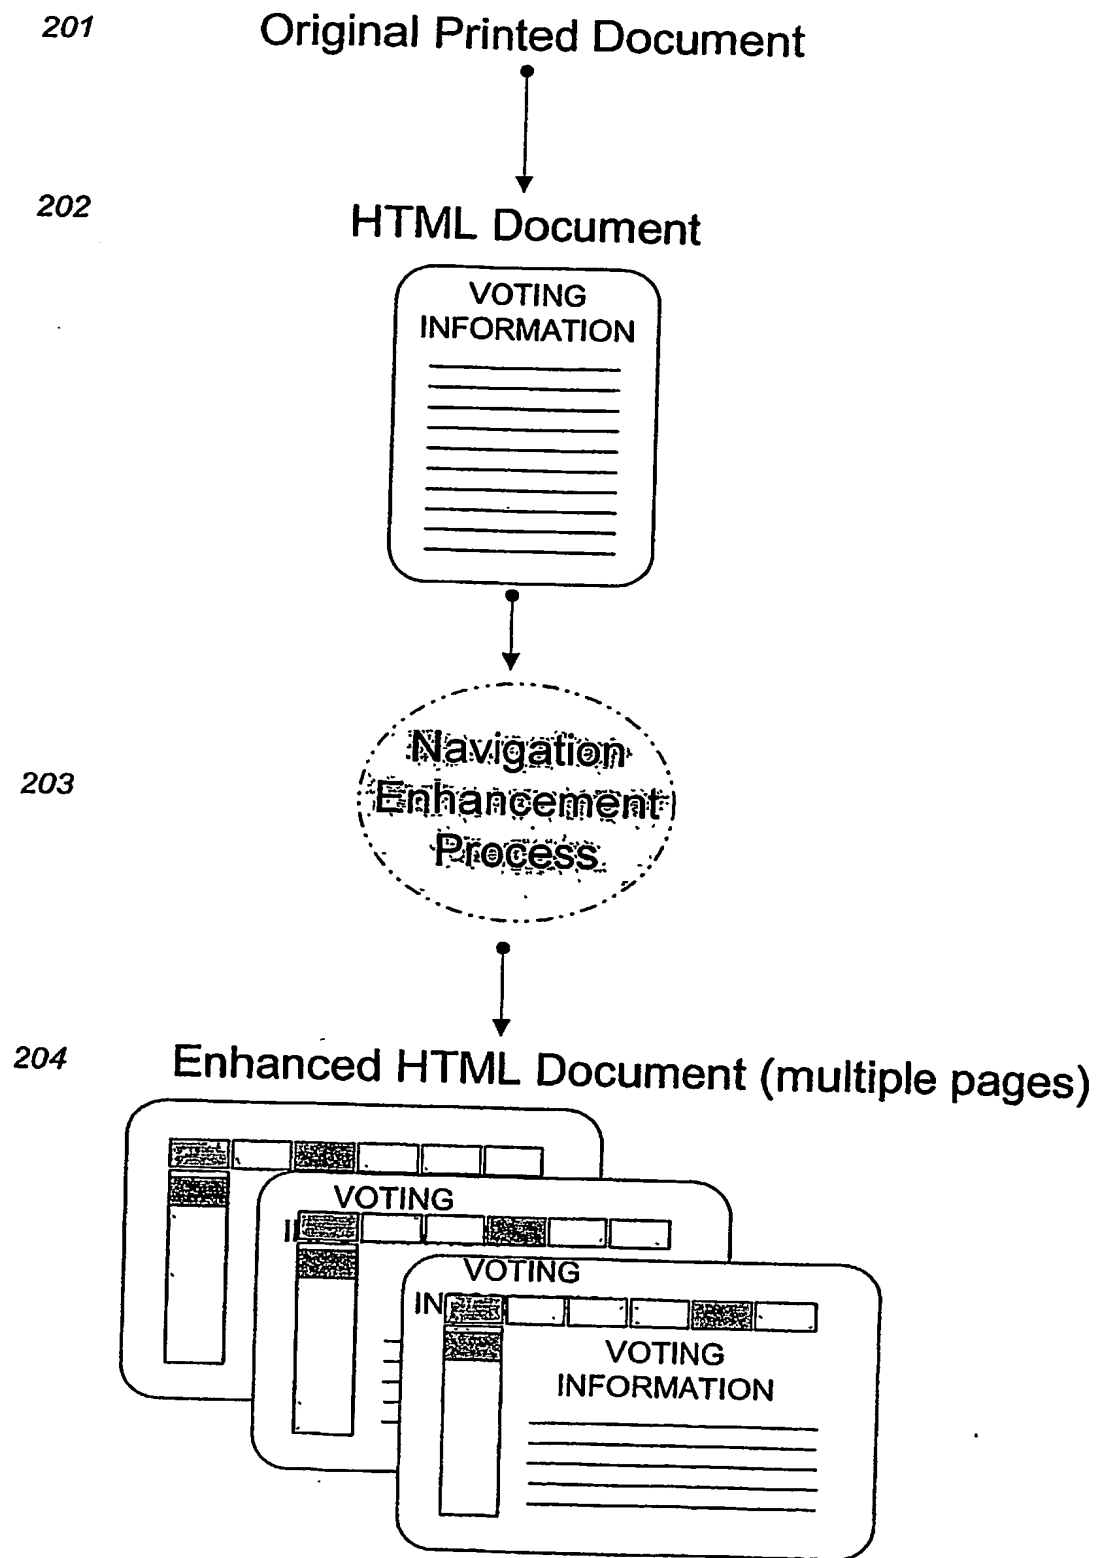 201 Original Printed Document
202 HTML Document
VOTING
INFORMATION
203 Navigation
Enhancement
Process
204 Enhanced HTML Document (multiple pages)
VOTING
VOTING
IN
VOTING
INFORMATION